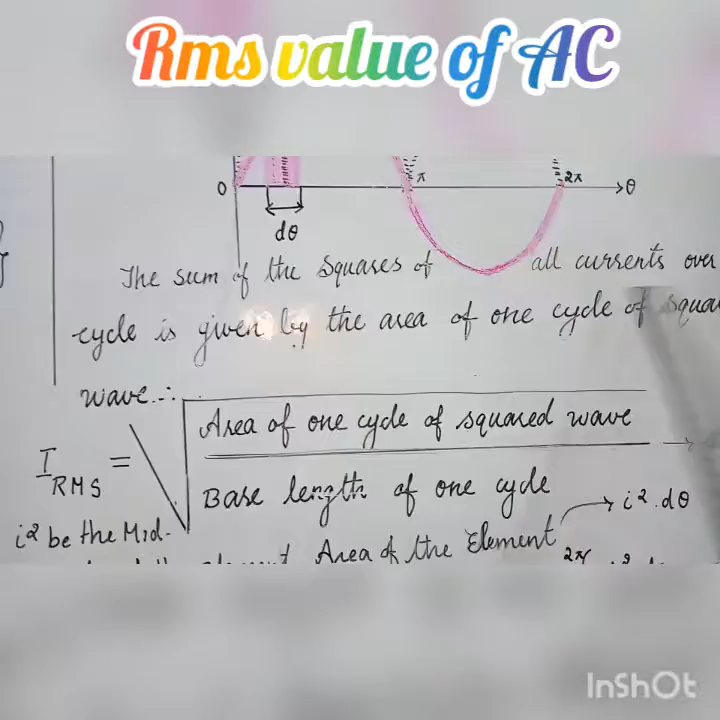 Rms value of AC
0 π 2π →θ
dθ
The sum of the squares of all currents over
cycle is given by the area of one cycle of squa
wave. ∴
I RMS = √ Area of one cycle of squared wave
Base length of one cycle
→ i².dθ
i² be the Mid-
Area of the Element
2π
InShOt